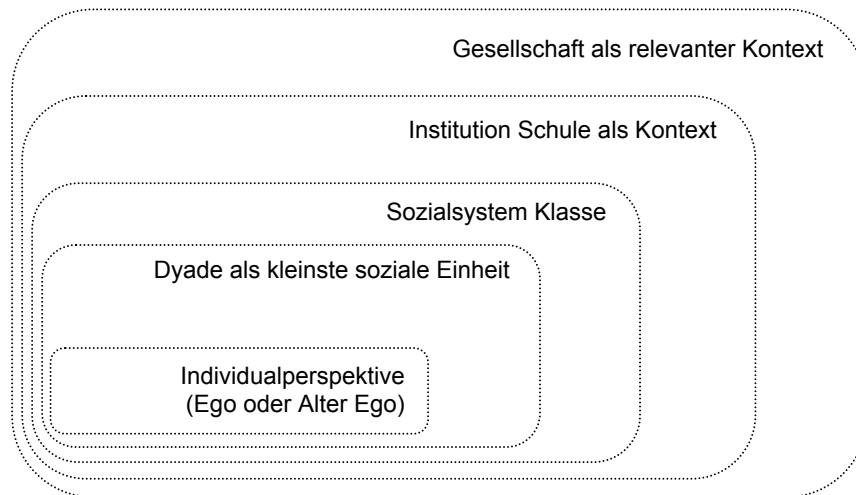 Gesellschaft als relevanter Kontext
Institution Schule als Kontext
Sozialsystem Klasse
Dyade als kleinste soziale Einheit
Individualperspektive
(Ego oder Alter Ego)